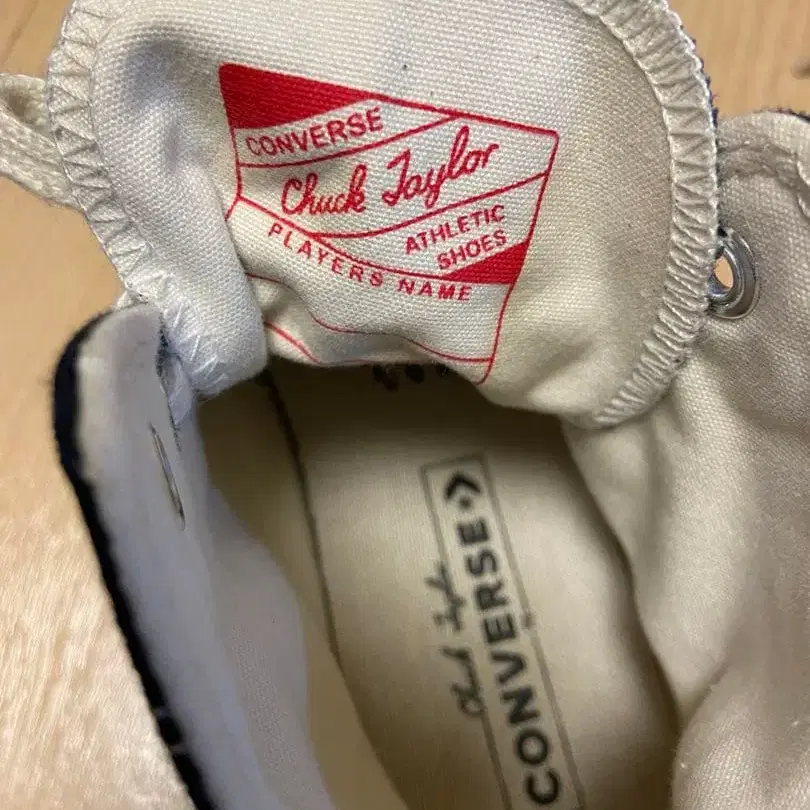 CONVERSE
Chuck Taylor
ATHLETIC
SHOES
PLAYERS NAME
Chuck Taylor
CONVERSE